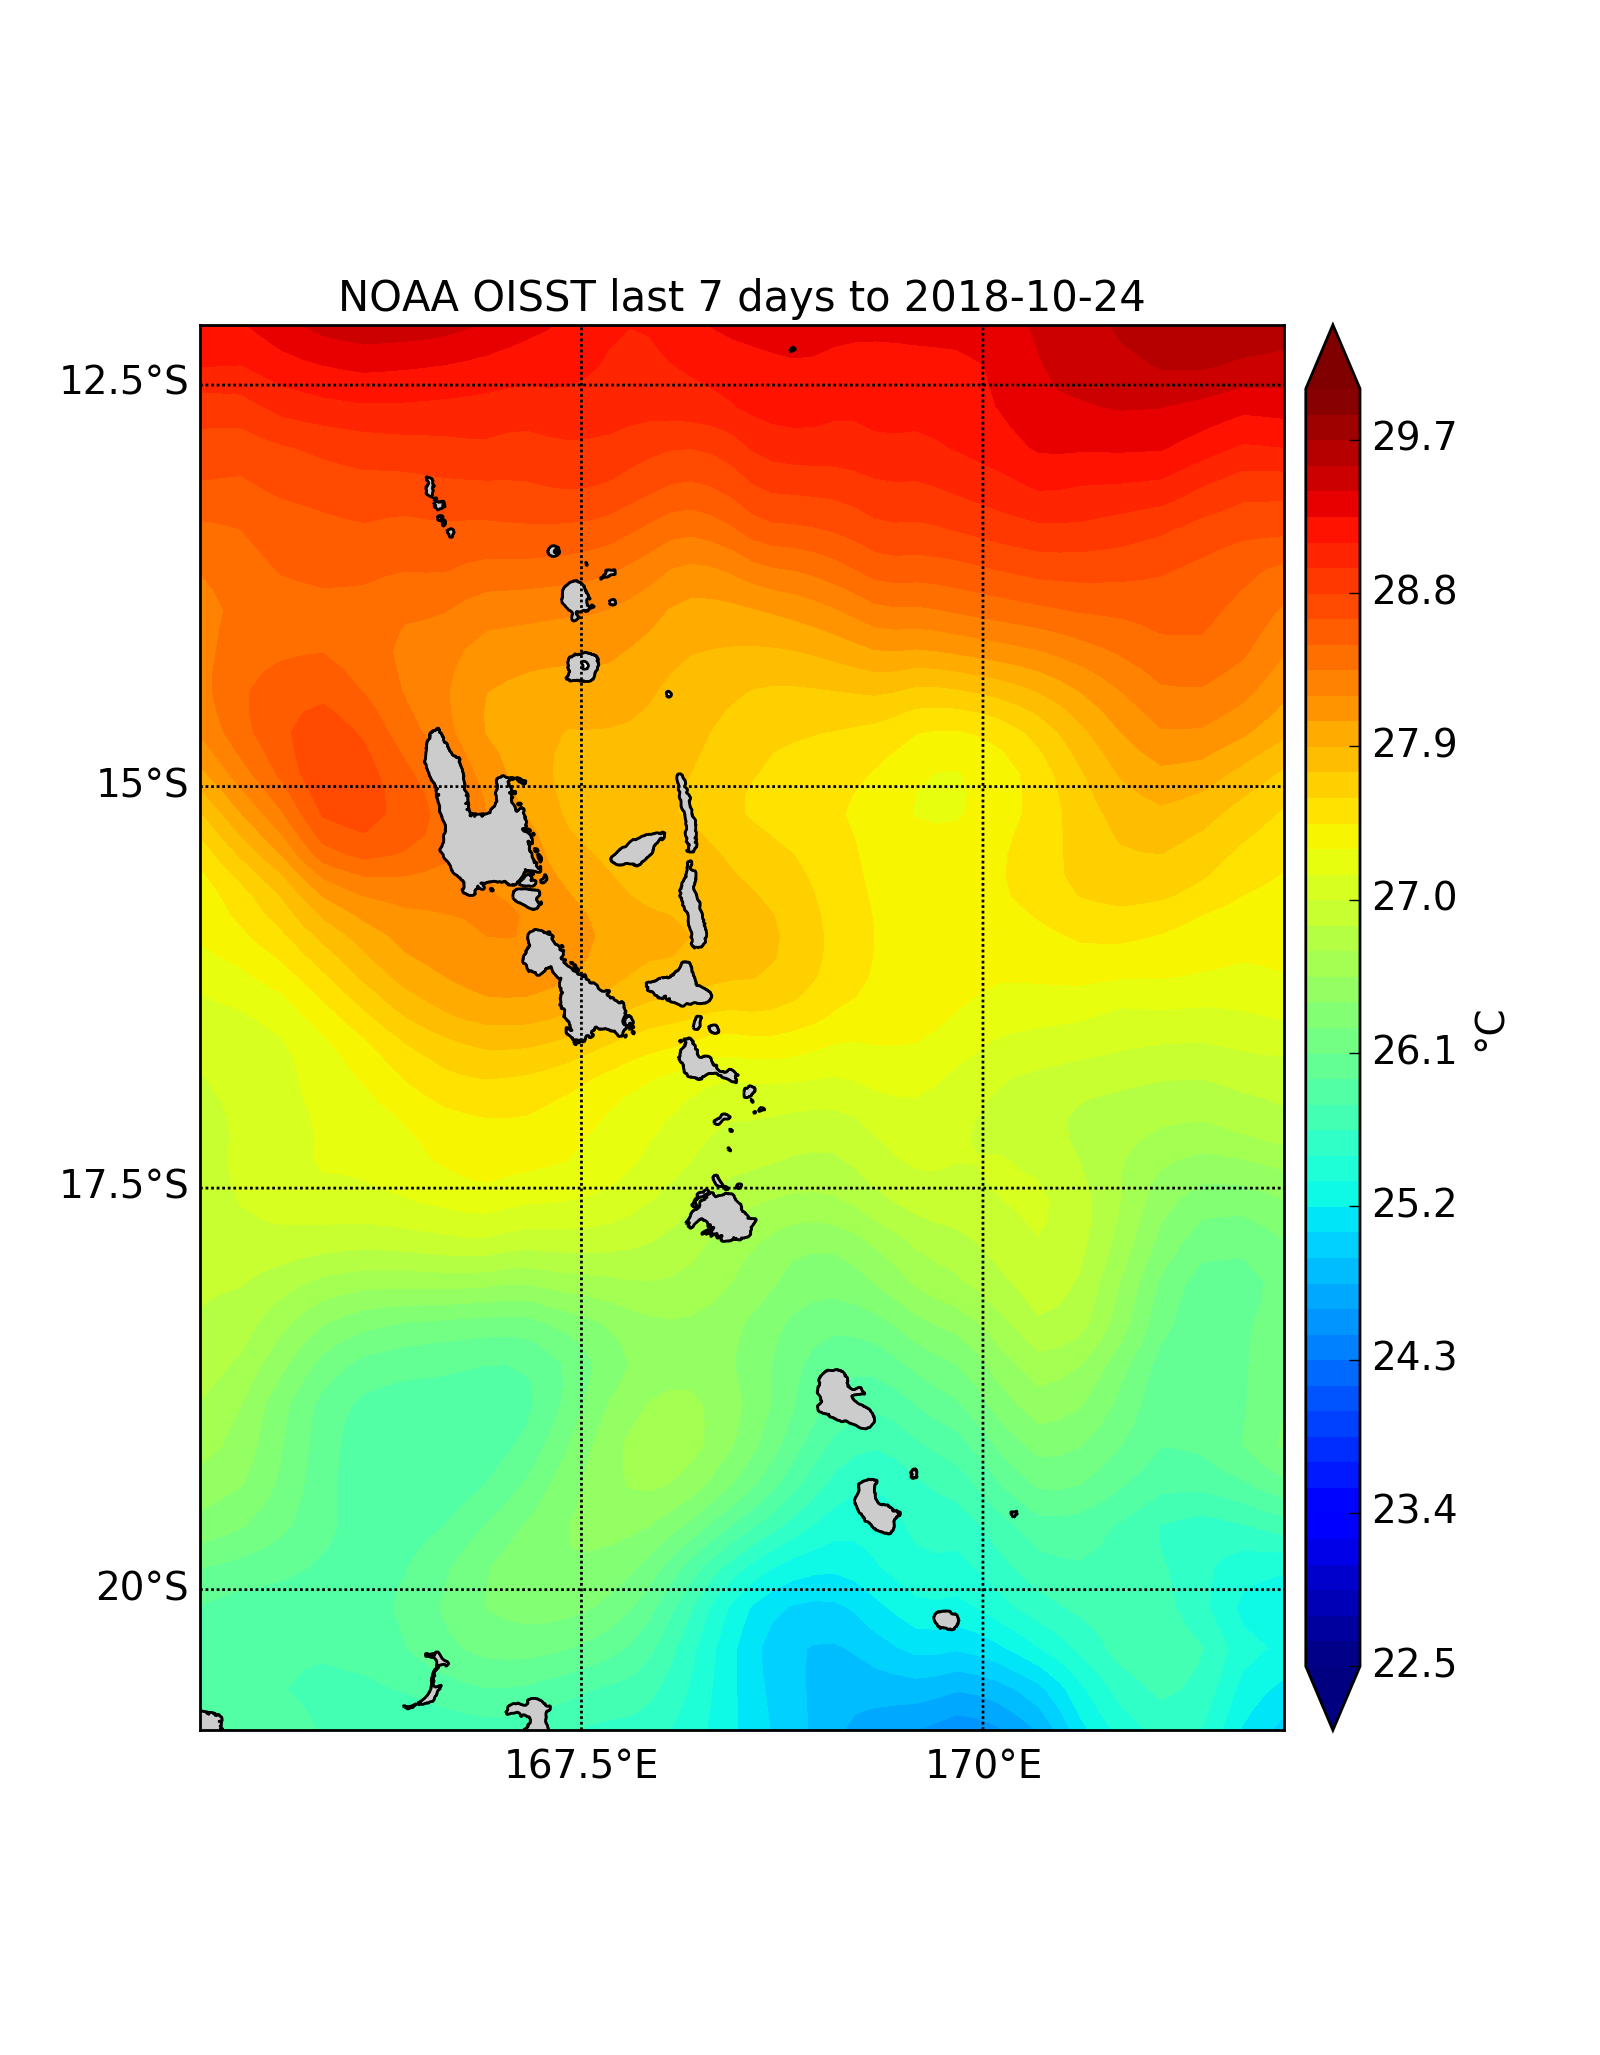 NOAA OISST last 7 days to 2018-10-24
12.5°S
15°S
17.5°S
20°S
167.5°E
170°E
29.7
28.8
27.9
27.0
26.1
25.2
24.3
23.4
22.5
°C